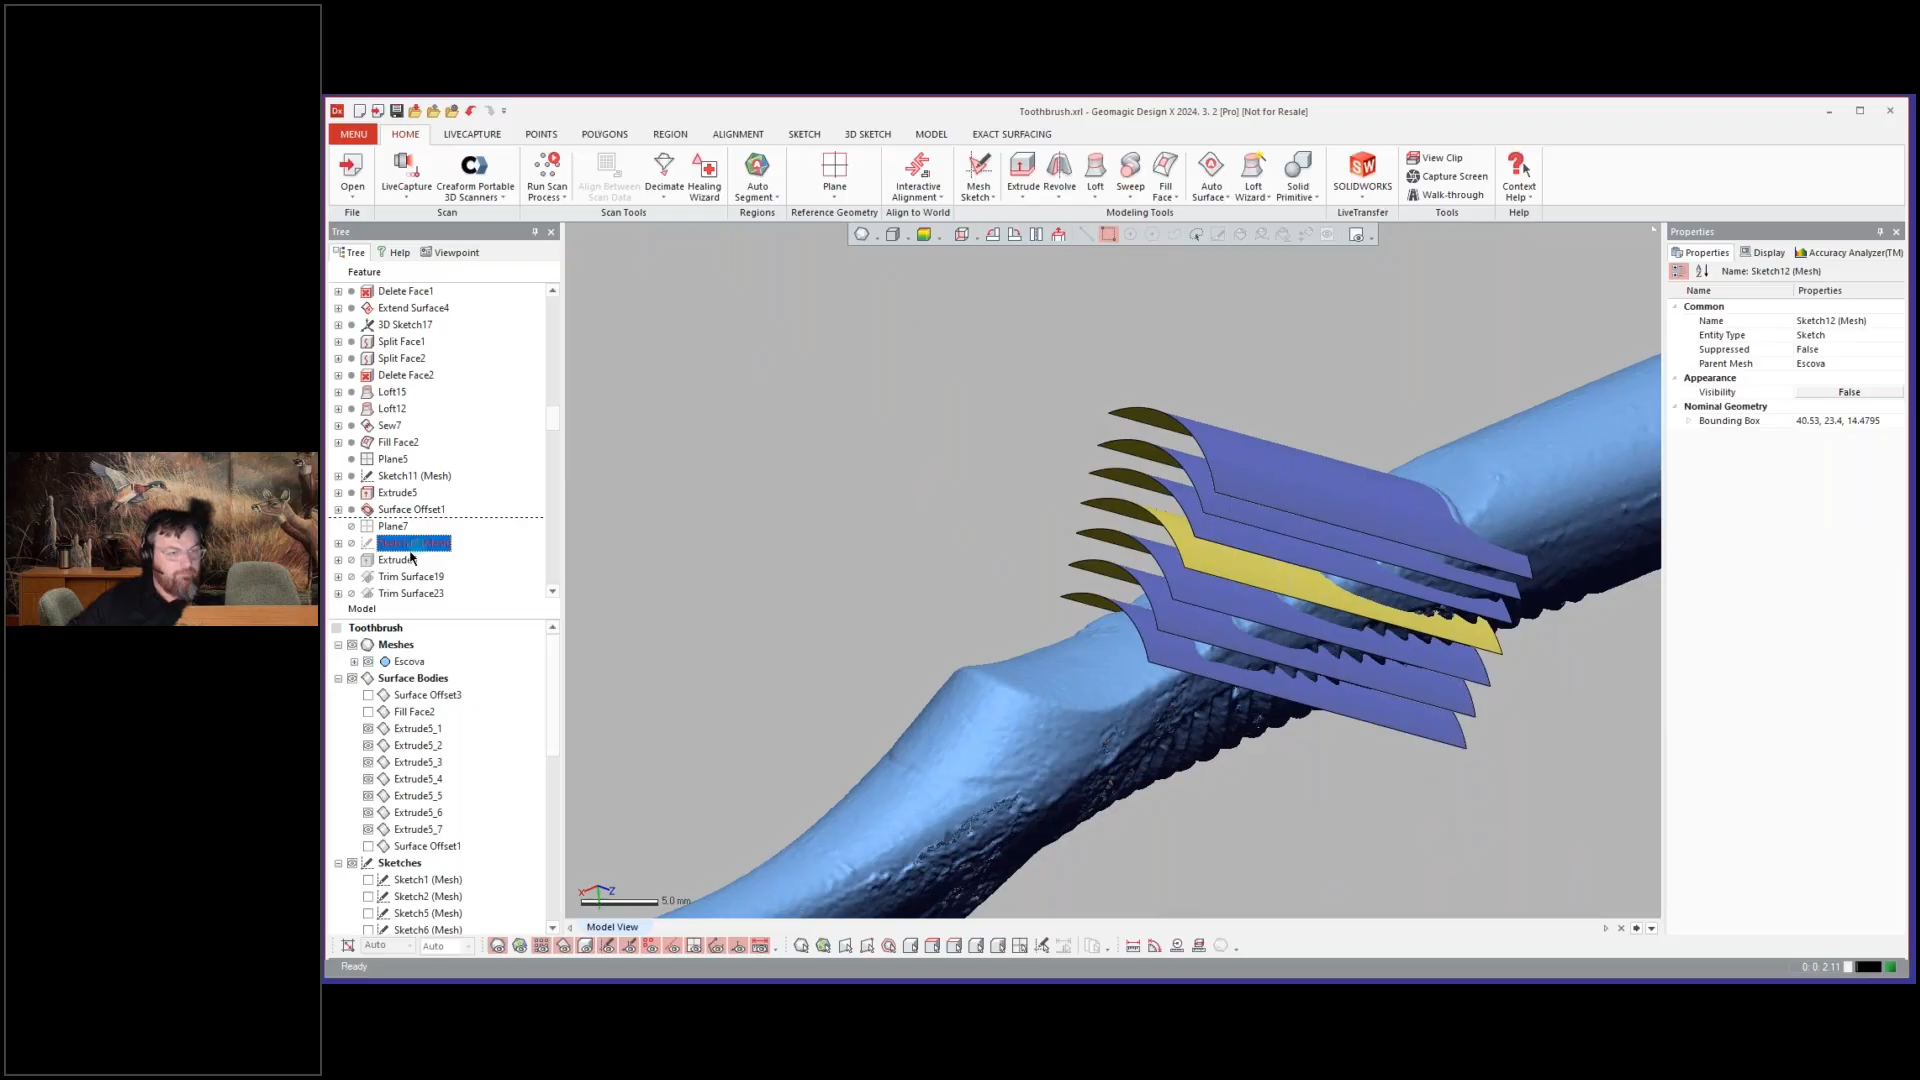 Dx
Toothbrush.xrl - Geomagic Design X 2024. 3. 2 [Pro] [Not for Resale]
MENU HOME LIVECAPTURE POINTS POLYGONS REGION ALIGNMENT SKETCH 3D SKETCH MODEL EXACT SURFACING
Open
LiveCapture
Creaform Portable
3D Scanners
Run Scan
Process
Align Between
Scan Data
Decimate
Healing
Wizard
Auto
Segment
Plane
Interactive
Alignment
Mesh
Sketch
Extrude
Revolve
Loft
Sweep
Fill
Face
Auto
Surface
Loft
Wizard
Solid
Primitive
SW
SOLIDWORKS
View Clip
Capture Screen
Walk-through
Context
Help
File Scan Scan Tools Regions Reference Geometry Align to World Modeling Tools LiveTransfer Tools Help
Tree
Tree Help Viewpoint
Feature
Delete Face1
Extend Surface4
3D Sketch17
Split Face1
Split Face2
Delete Face2
Loft15
Loft12
Sew7
Fill Face2
Plane5
Sketch11 (Mesh)
Extrude5
Surface Offset1
Plane7
Trim Surface19
Trim Surface23
Model
Toothbrush
Meshes
Escova
Surface Bodies
Surface Offset3
Fill Face2
Extrude5_1
Extrude5_2
Extrude5_3
Extrude5_4
Extrude5_5
Extrude5_6
Extrude5_7
Surface Offset1
Sketches
Sketch1 (Mesh)
Sketch2 (Mesh)
Sketch5 (Mesh)
Sketch6 (Mesh)
X Z
5.0 mm
Model View
Properties
Properties Display Accuracy Analyzer(TM)
Name: Sketch12 (Mesh)
Name Properties
Common
Name Sketch12 (Mesh)
Entity Type Sketch
Suppressed False
Parent Mesh Escova
Appearance
Visibility False
Nominal Geometry
Bounding Box 40.53, 23.4, 14.4795
Auto Auto
Ready
0: 0: 2.11